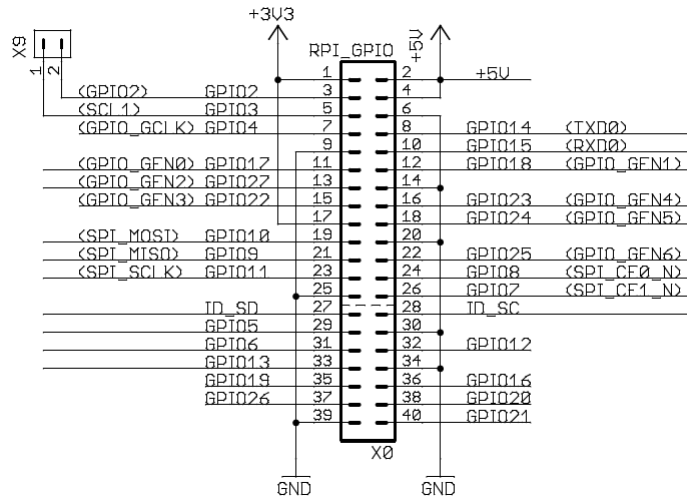 +3V3
X9
1 2
RPI_GPIO
+5V
1 2 +5V
(GPIO2) GPIO2 3 4
(SCL1) GPIO3 5 6
(GPIO_GCLK) GPIO4 7 8 GPIO14 (TXD0)
9 10 GPIO15 (RXD0)
(GPIO_GEN0) GPIO17 11 12 GPIO18 (GPIO_GEN1)
(GPIO_GEN2) GPIO27 13 14
(GPIO_GEN3) GPIO22 15 16 GPIO23 (GPIO_GEN4)
17 18 GPIO24 (GPIO_GEN5)
(SPI_MOSI) GPIO10 19 20
(SPI_MISO) GPIO9 21 22 GPIO25 (GPIO_GEN6)
(SPI_SCLK) GPIO11 23 24 GPIO8 (SPI_CE0_N)
25 26 GPIO7 (SPI_CE1_N)
ID_SD 27 28 ID_SC
GPIO5 29 30
GPIO6 31 32 GPIO12
GPIO13 33 34
GPIO19 35 36 GPIO16
GPIO26 37 38 GPIO20
39 40 GPIO21
X0
GND GND